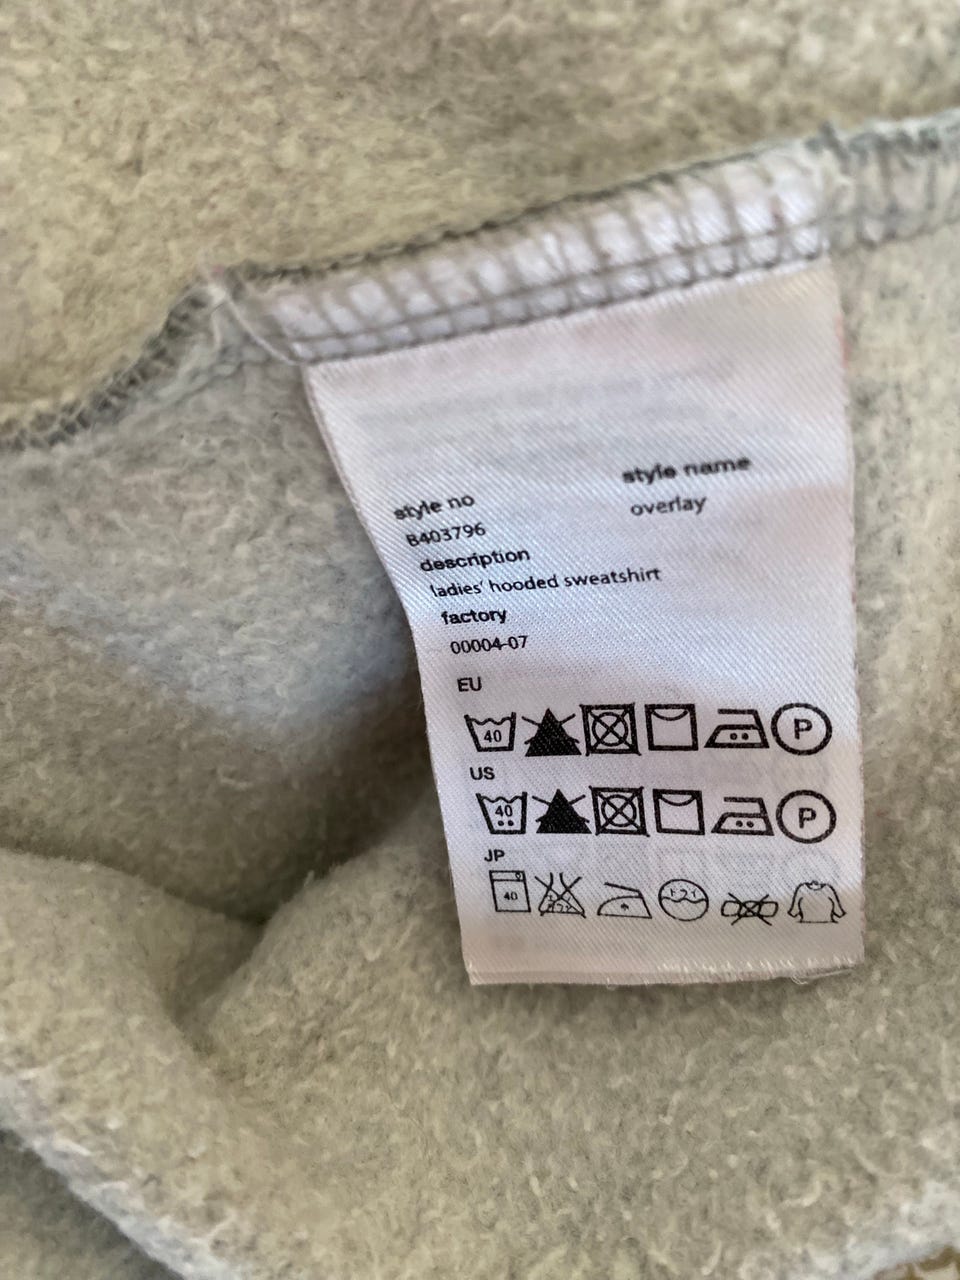 style no
B403796
style name
overlay
description
ladies' hooded sweatshirt
factory
00004-07
EU
40
P
US
40
P
JP
40